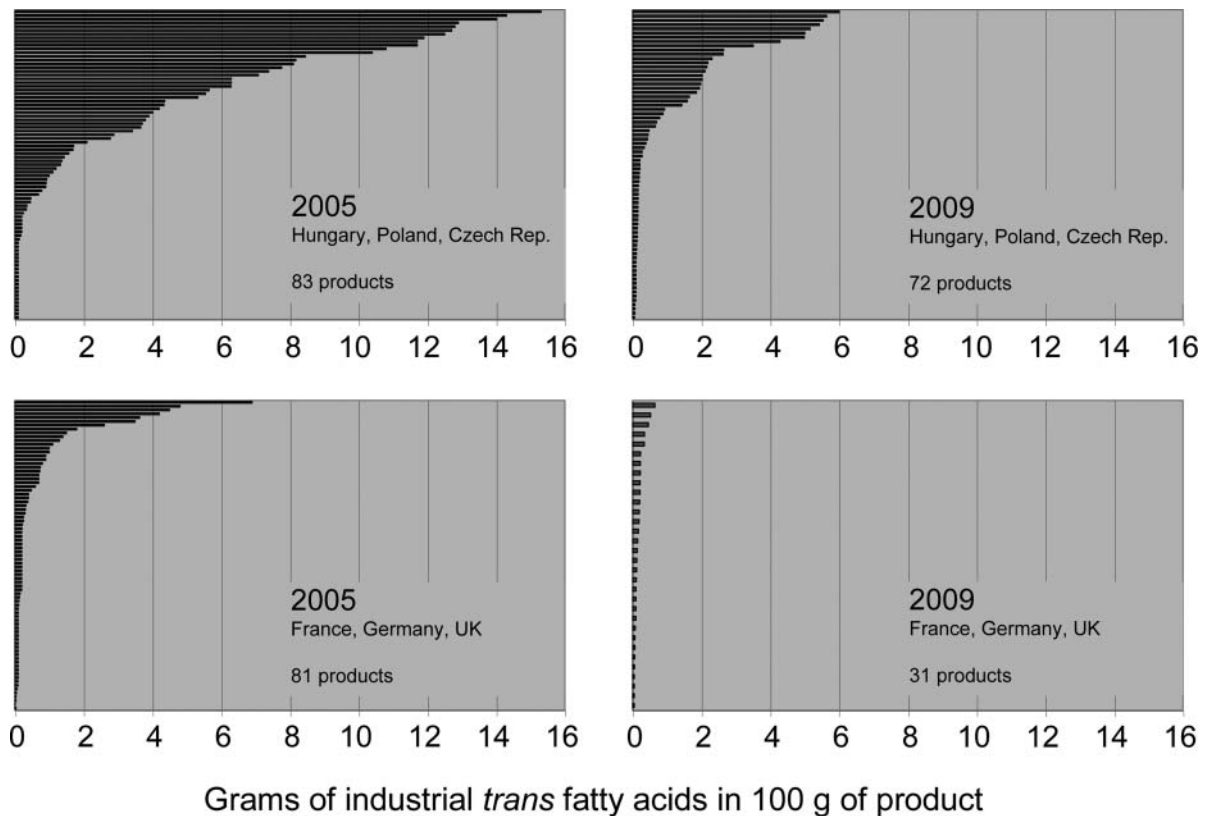 2005
Hungary, Poland, Czech Rep.
83 products
0 2 4 6 8 10 12 14 16
2009
Hungary, Poland, Czech Rep.
72 products
0 2 4 6 8 10 12 14 16
2005
France, Germany, UK
81 products
0 2 4 6 8 10 12 14 16
2009
France, Germany, UK
31 products
0 2 4 6 8 10 12 14 16
Grams of industrial trans fatty acids in 100 g of product